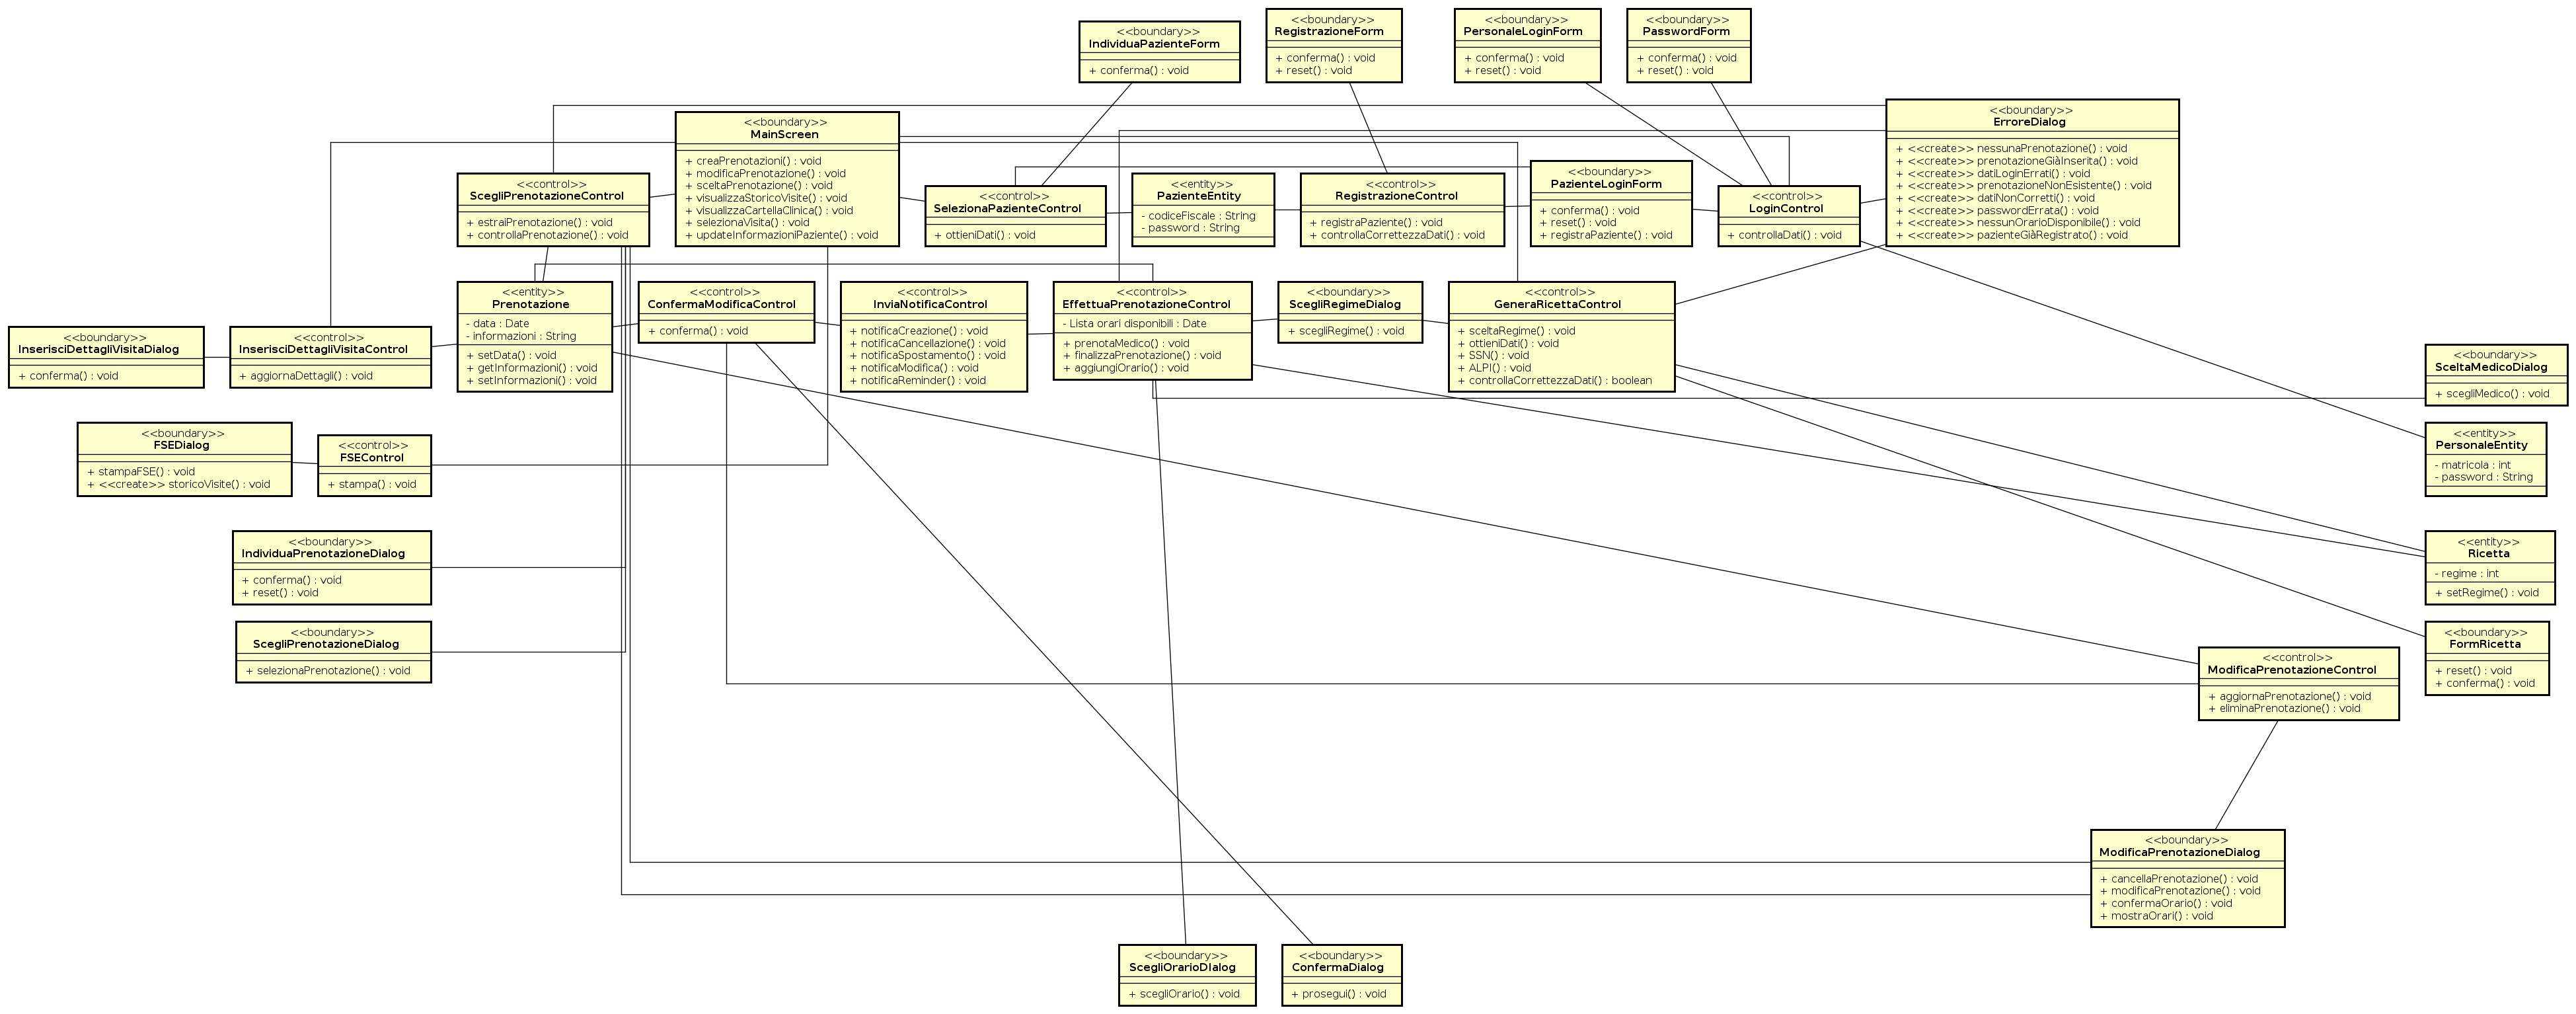 <<boundary>>
IndividuaPazienteForm
+ conferma() : void
<<boundary>>
RegistrazioneForm
+ conferma() : void
+ reset() : void
<<boundary>>
PersonaleLoginForm
+ conferma() : void
+ reset() : void
<<boundary>>
PasswordForm
+ conferma() : void
+ reset() : void
<<boundary>>
MainScreen
+ creaPrenotazioni() : void
+ modificaPrenotazione() : void
+ sceltaPrenotazione() : void
+ visualizzaStoricoVisite() : void
+ visualizzaCartellaClinica() : void
+ selezionaVisita() : void
+ updateInformazioniPaziente() : void
<<boundary>>
ErroreDialog
+ <<create>> nessunaPrenotazione() : void
+ <<create>> prenotazioneGiàInserita() : void
+ <<create>> datiLoginErrati() : void
+ <<create>> prenotazioneNonEsistente() : void
+ <<create>> datiNonCorretti() : void
+ <<create>> passwordErrata() : void
+ <<create>> nessunOrarioDisponibile() : void
+ <<create>> pazienteGiàRegistrato() : void
<<control>>
ScegliPrenotazioneControl
+ estraiPrenotazione() : void
+ controllaPrenotazione() : void
<<control>>
SelezionaPazienteControl
+ ottieniDati() : void
<<entity>>
PazienteEntity
- codiceFiscale : String
- password : String
<<control>>
RegistrazioneControl
+ registraPaziente() : void
+ controllaCorrettezzaDati() : void
<<boundary>>
PazienteLoginForm
+ conferma() : void
+ reset() : void
+ registraPaziente() : void
<<control>>
LoginControl
+ controllaDati() : void
<<entity>>
Prenotazione
- data : Date
- informazioni : String
+ setData() : void
+ getInformazioni() : void
+ setInformazioni() : void
<<control>>
ConfermaModificaControl
+ conferma() : void
<<control>>
InviaNotificaControl
+ notificaCreazione() : void
+ notificaCancellazione() : void
+ notificaSpostamento() : void
+ notificaModifica() : void
+ notificaReminder() : void
<<control>>
EffettuaPrenotazioneControl
- Lista orari disponibili : Date
+ prenotaMedico() : void
+ finalizzaPrenotazione() : void
+ aggiungiOrario() : void
<<boundary>>
ScegliRegimeDialog
+ scegliRegime() : void
<<control>>
GeneraRicettaControl
+ sceltaRegime() : void
+ ottieniDati() : void
+ SSN() : void
+ ALPI() : void
+ controllaCorrettezzaDati() : boolean
<<boundary>>
InserisciDettagliVisitaDialog
+ conferma() : void
<<control>>
InserisciDettagliVisitaControl
+ aggiornaDettagli() : void
<<boundary>>
SceltaMedicoDialog
+ scegliMedico() : void
<<boundary>>
FSEDialog
+ stampaFSE() : void
+ <<create>> storicoVisite() : void
<<control>>
FSEControl
+ stampa() : void
<<entity>>
PersonaleEntity
- matricola : int
- password : String
<<boundary>>
IndividuaPrenotazioneDialog
+ conferma() : void
+ reset() : void
<<entity>>
Ricetta
- regime : int
+ setRegime() : void
<<boundary>>
ScegliPrenotazioneDialog
+ selezionaPrenotazione() : void
<<boundary>>
FormRicetta
+ reset() : void
+ conferma() : void
<<control>>
ModificaPrenotazioneControl
+ aggiornaPrenotazione() : void
+ eliminaPrenotazione() : void
<<boundary>>
ModificaPrenotazioneDialog
+ cancellaPrenotazione() : void
+ modificaPrenotazione() : void
+ confermaOrario() : void
+ mostraOrari() : void
<<boundary>>
ScegliOrarioDIalog
+ scegliOrario() : void
<<boundary>>
ConfermaDialog
+ prosegui() : void